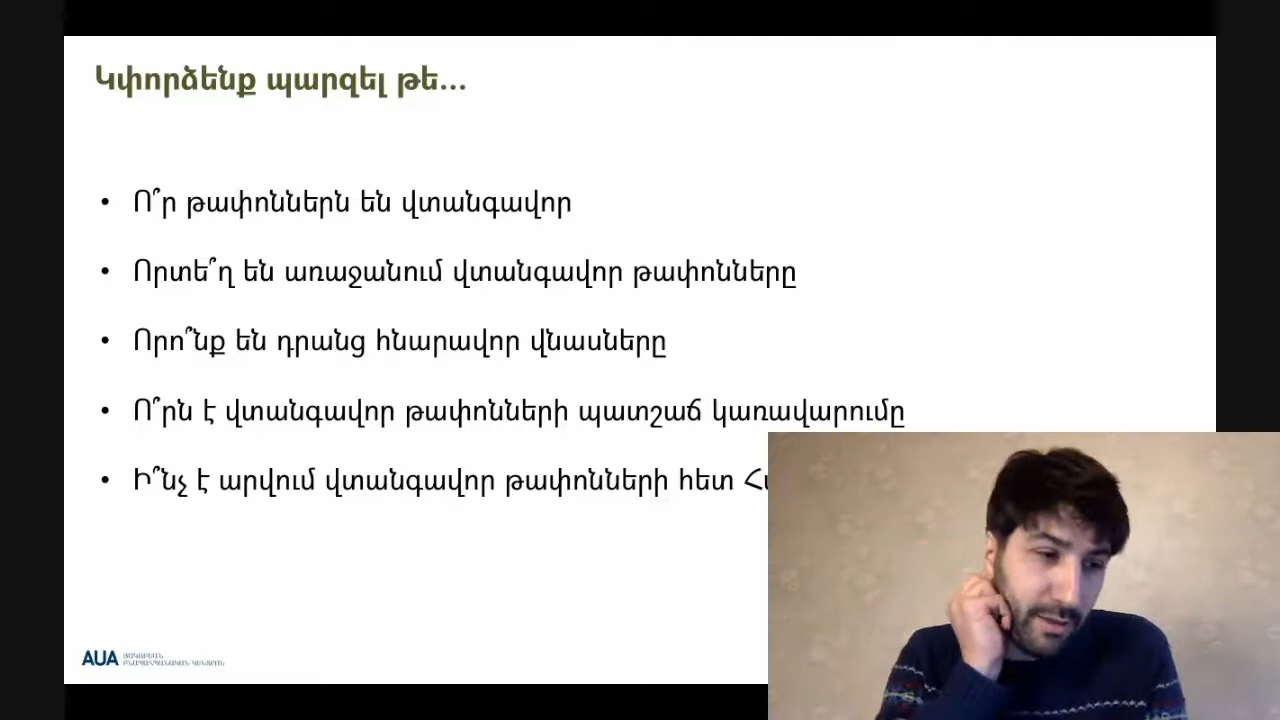 Կփորձենք պարզել թե...
• Ո՞ր թափոններն են վտանգավոր
• Որտե՞ղ են առաջանում վտանգավոր թափոնները
• Որո՞նք են դրանց հնարավոր վնասները
• Ո՞րն է վտանգավոր թափոնների պատշաճ կառավարումը
• Ի՞նչ է արվում վտանգավոր թափոնների հետ
AUA